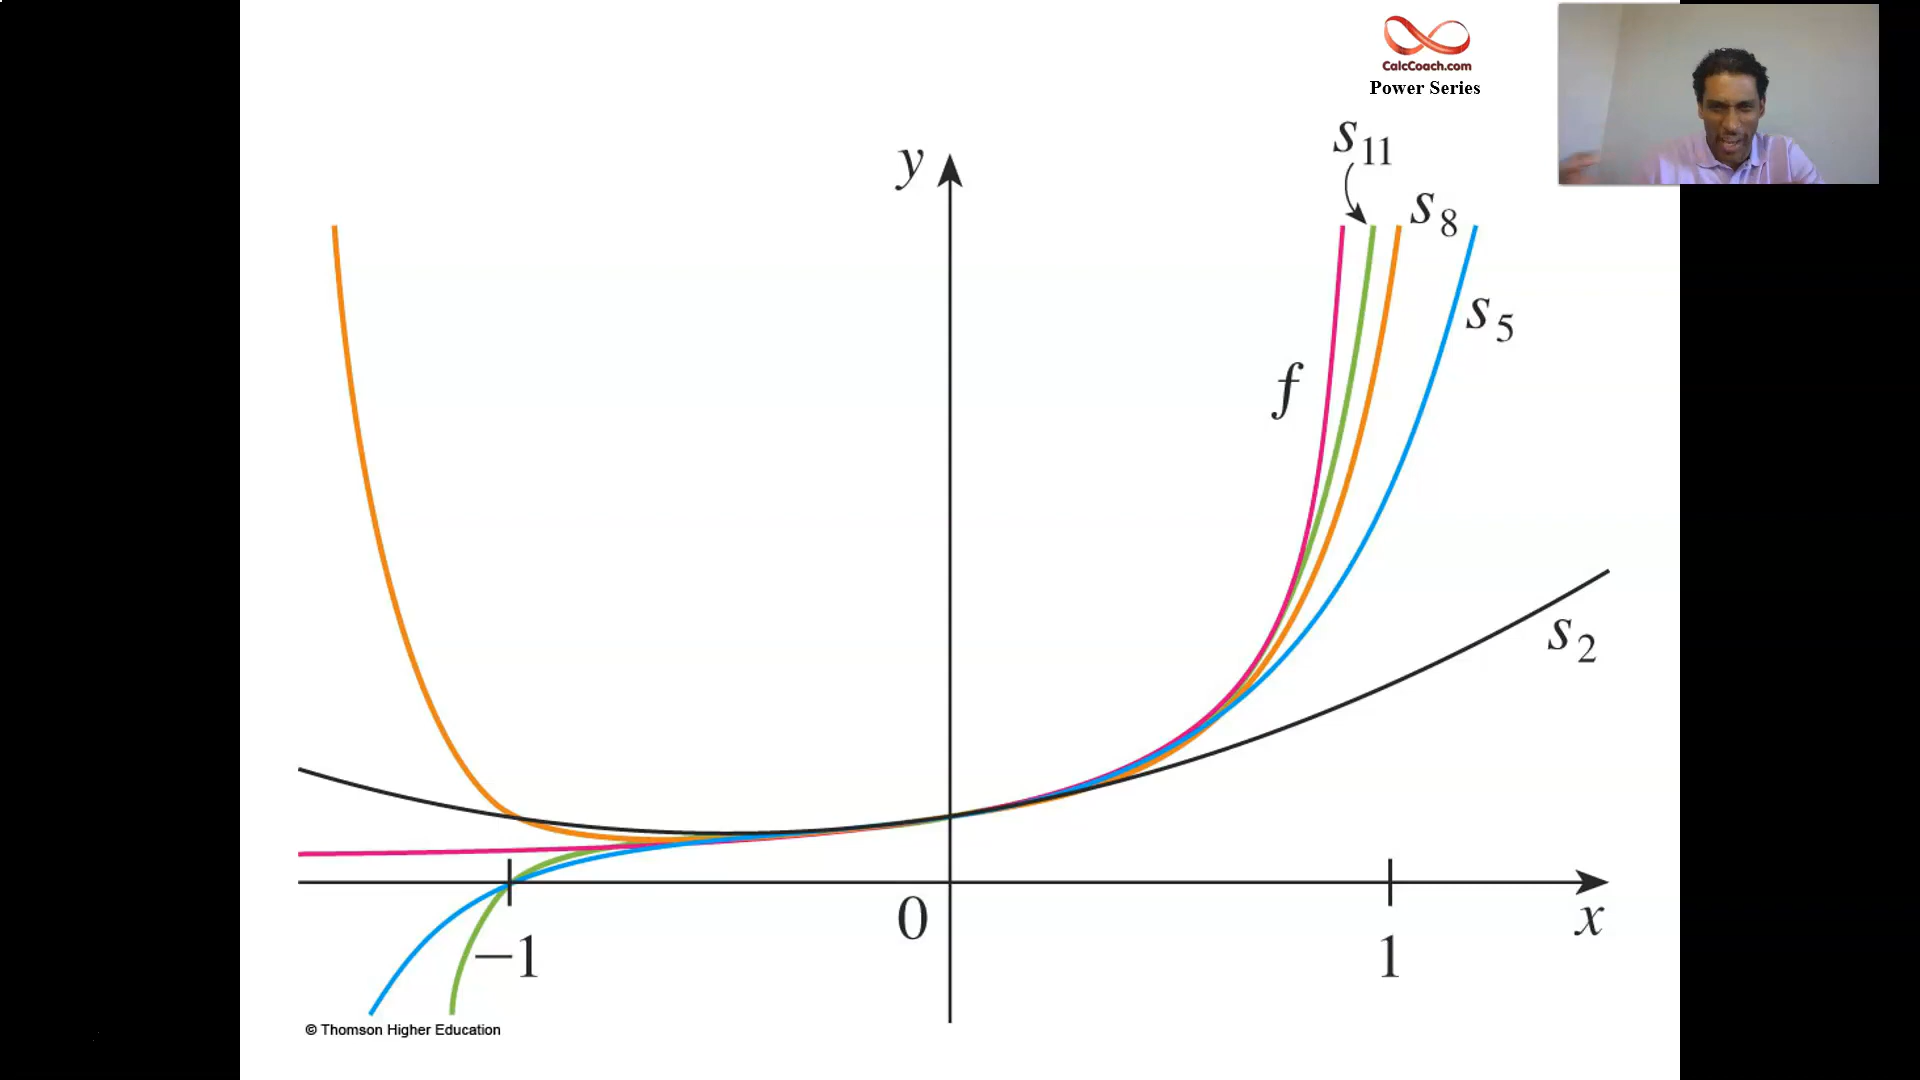 CalcCoach.com
Power Series
s11
y
s8
s5
f
s2
0
x
−1
1
© Thomson Higher Education